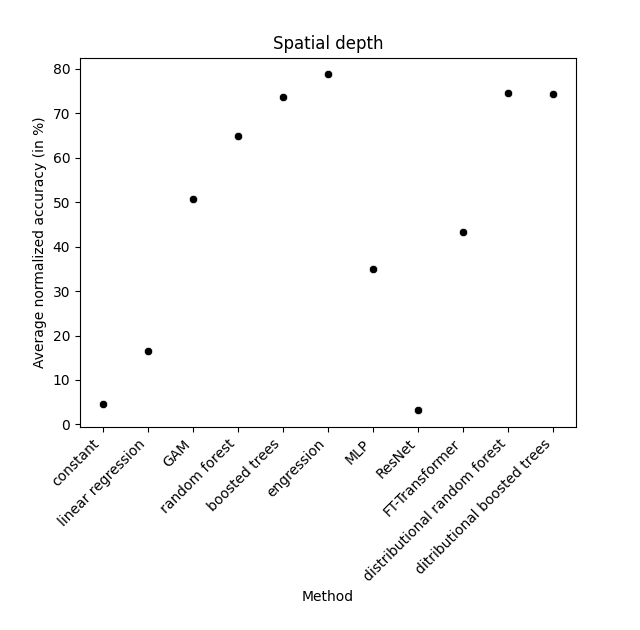 Spatial depth
Average normalized accuracy (in %)
80
70
60
50
40
30
20
10
0
constant
linear regression
GAM
random forest
boosted trees
engression
MLP
ResNet
FT-Transformer
distributional random forest
ditributional boosted trees
Method